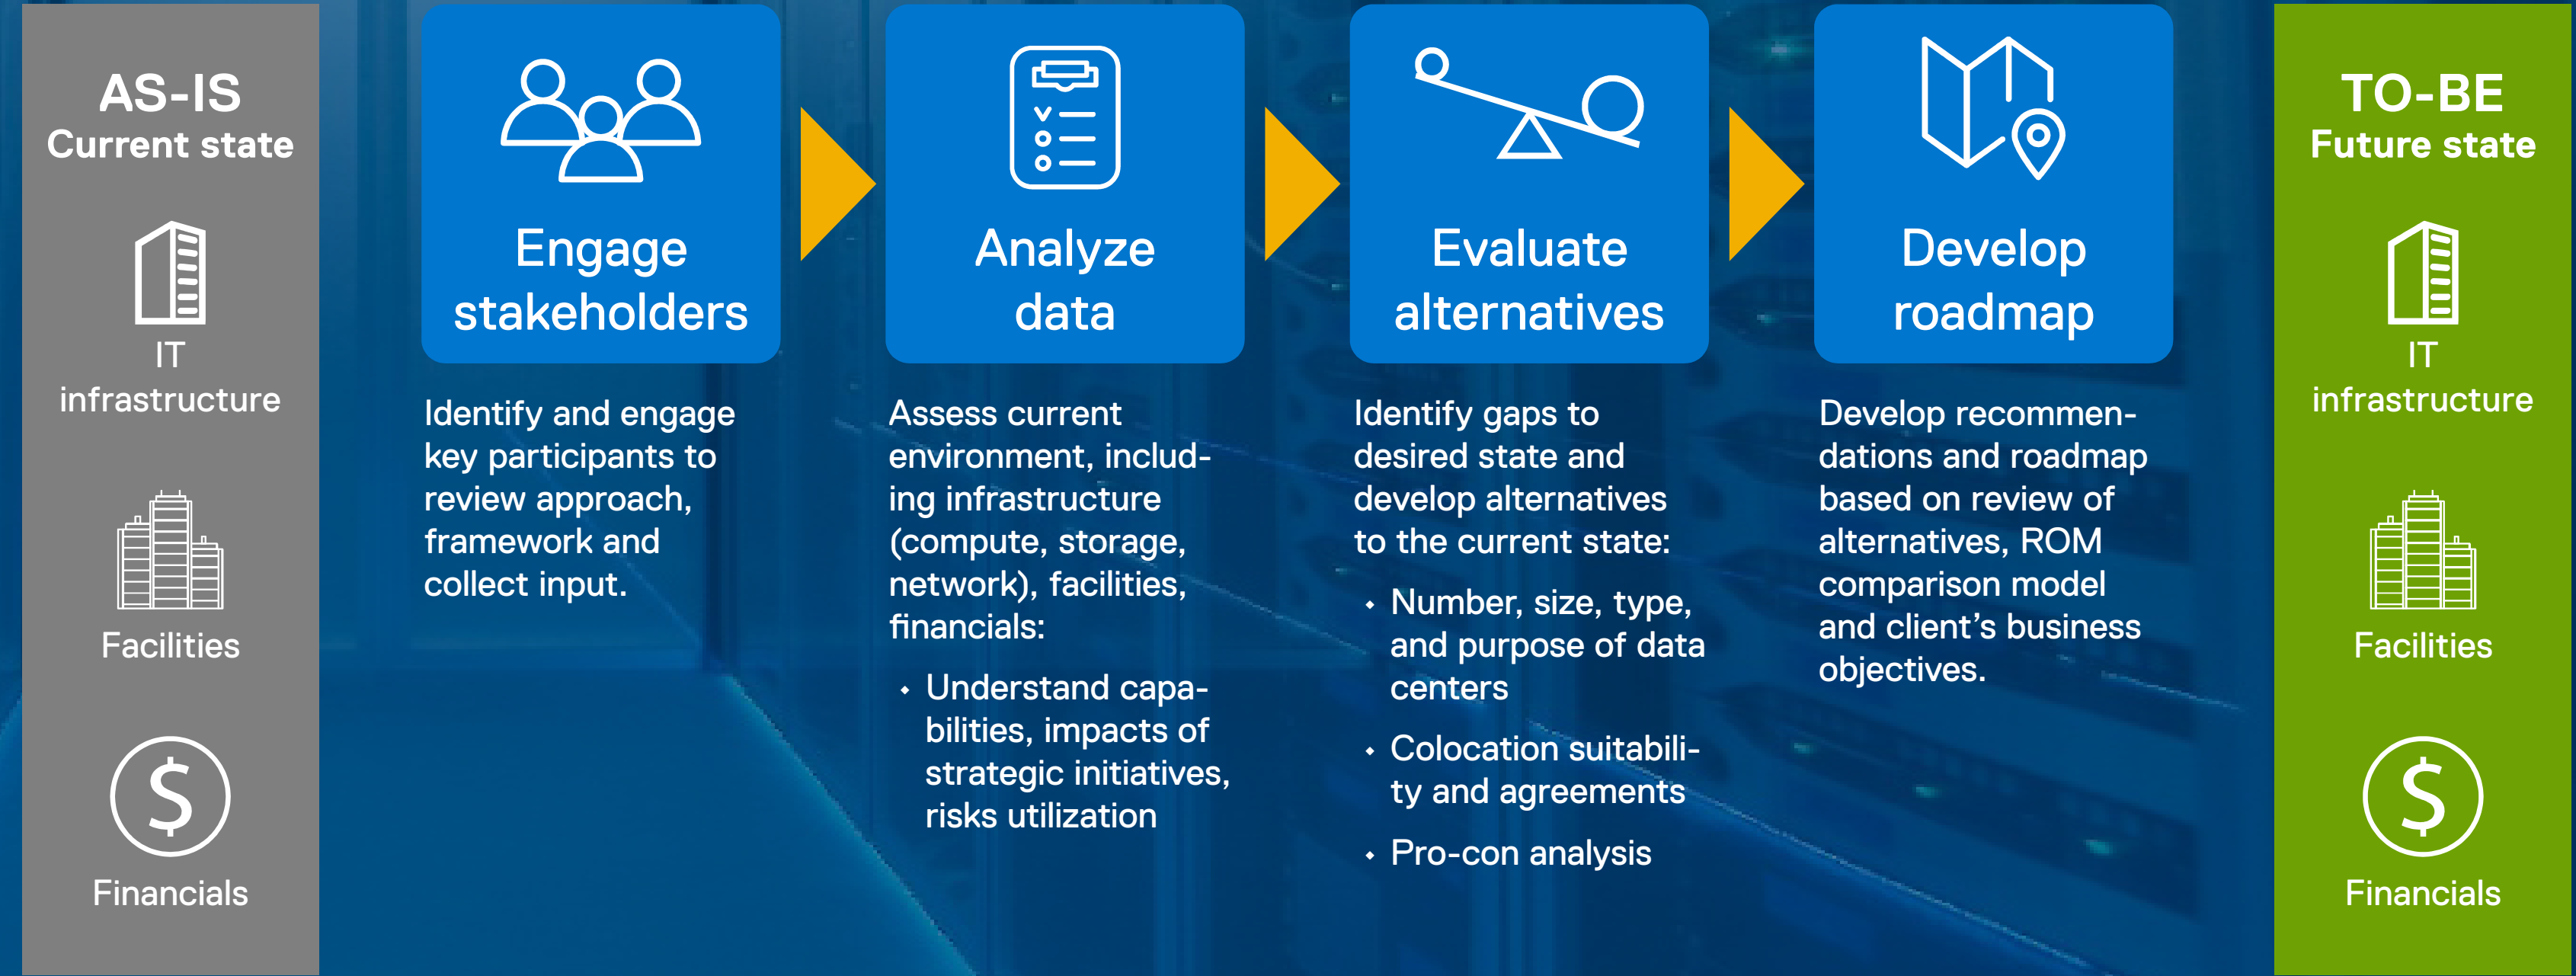 AS-IS
Current state
IT
infrastructure
Facilities
$
Financials
Engage
stakeholders
Identify and engage
key participants to
review approach,
framework and
collect input.
Analyze
data
Assess current
environment, includ-
ing infrastructure
(compute, storage,
network), facilities,
financials:
• Understand capa-
bilities, impacts of
strategic initiatives,
risks utilization
Evaluate
alternatives
Identify gaps to
desired state and
develop alternatives
to the current state:
• Number, size, type,
and purpose of data
centers
• Colocation suitabili-
ty and agreements
• Pro-con analysis
Develop
roadmap
Develop recommen-
dations and roadmap
based on review of
alternatives, ROM
comparison model
and client’s business
objectives.
TO-BE
Future state
IT
infrastructure
Facilities
$
Financials